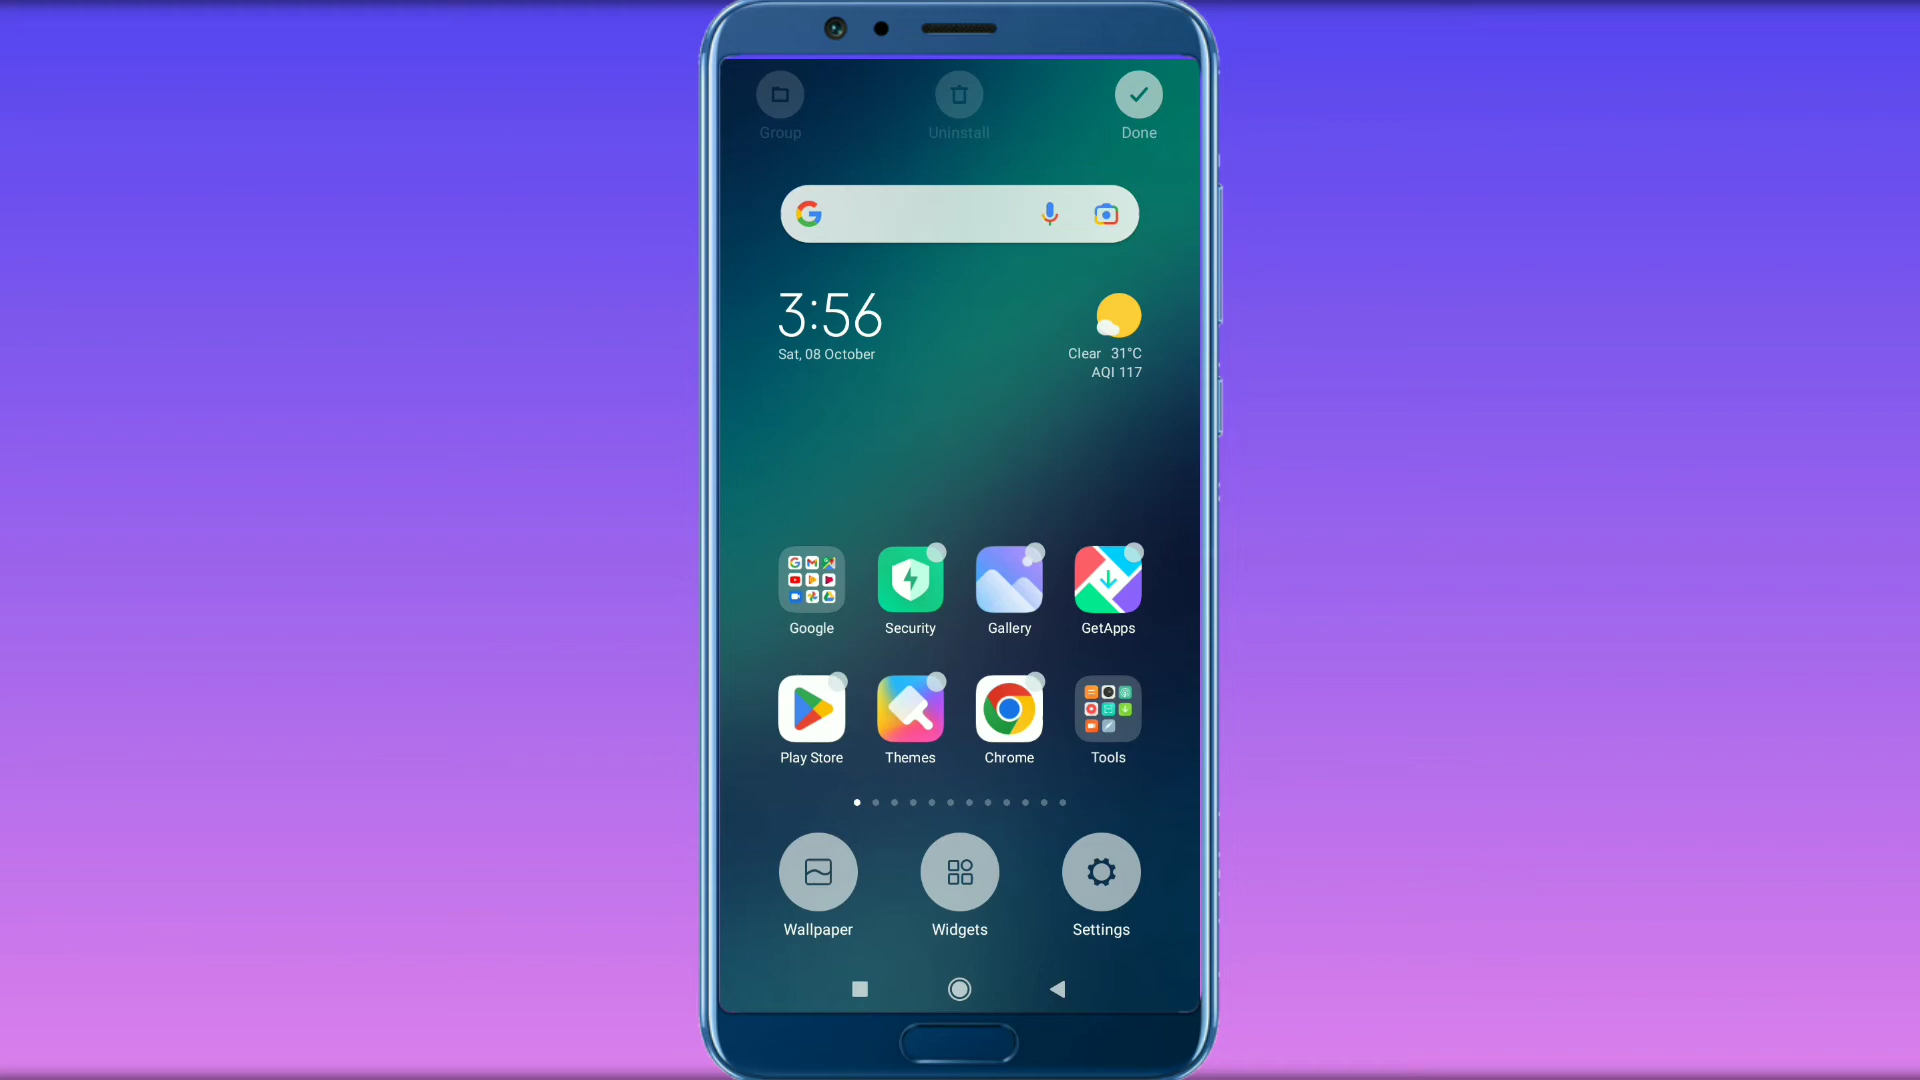 Group Uninstall Done
3:56
Sat, 08 October
Clear 31°C
AQI 117
Google Security Gallery GetApps
Play Store Themes Chrome Tools
Wallpaper Widgets Settings